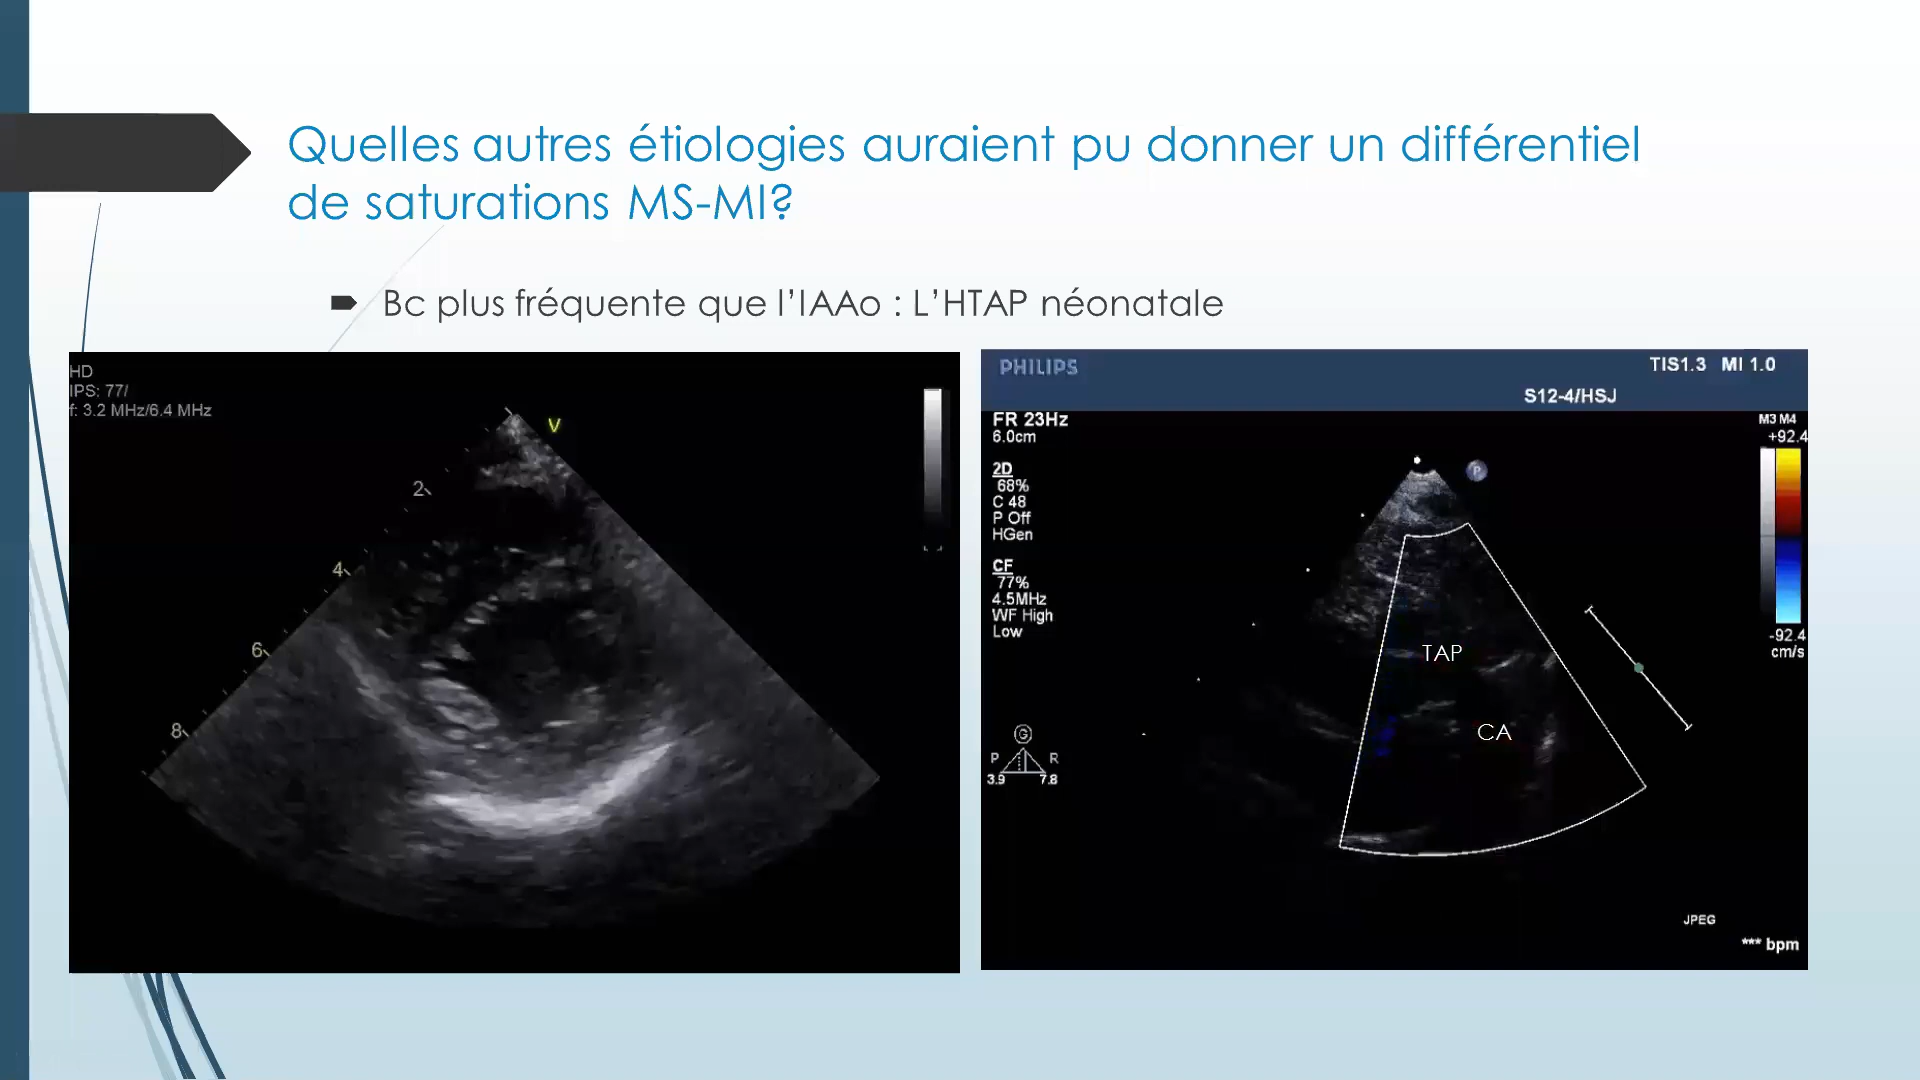 Quelles autres étiologies auraient pu donner un différentiel
de saturations MS-MI?
Bc plus fréquente que l'IAAo : L'HTAP néonatale
HD
IPS: 77/
f: 3.2 MHz/6.4 MHz
V
2
4
6
8
PHILIPS
TIS1.3 MI 1.0
S12-4/HSJ
FR 23Hz
6.0cm
2D
68%
C 48
P Off
HGen
CF
77%
4.5MHz
WF High
Low
M3 M4
+92.4
-92.4
cm/s
P
TAP
CA
G
P R
3.9 7.8
JPEG
*** bpm